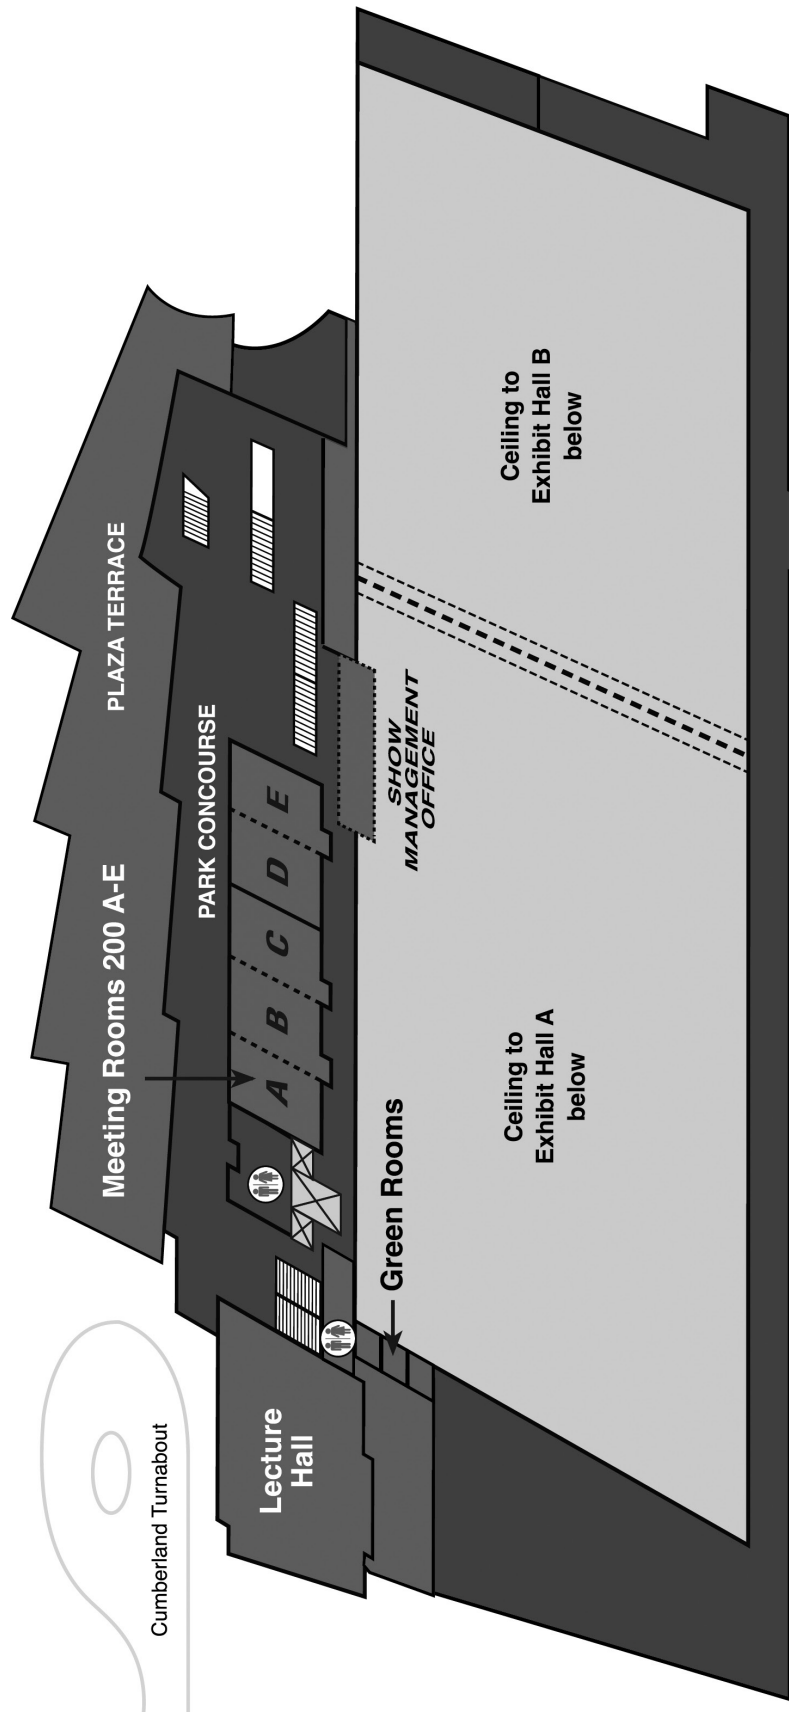 PLAZA TERRACE
Meeting Rooms 200 A-E
PARK CONCOURSE
A
B
C
D
E
SHOW
MANAGEMENT
OFFICE
Ceiling to
Exhibit Hall B
below
Ceiling to
Exhibit Hall A
below
Green Rooms
Lecture
Hall
Cumberland Turnabout